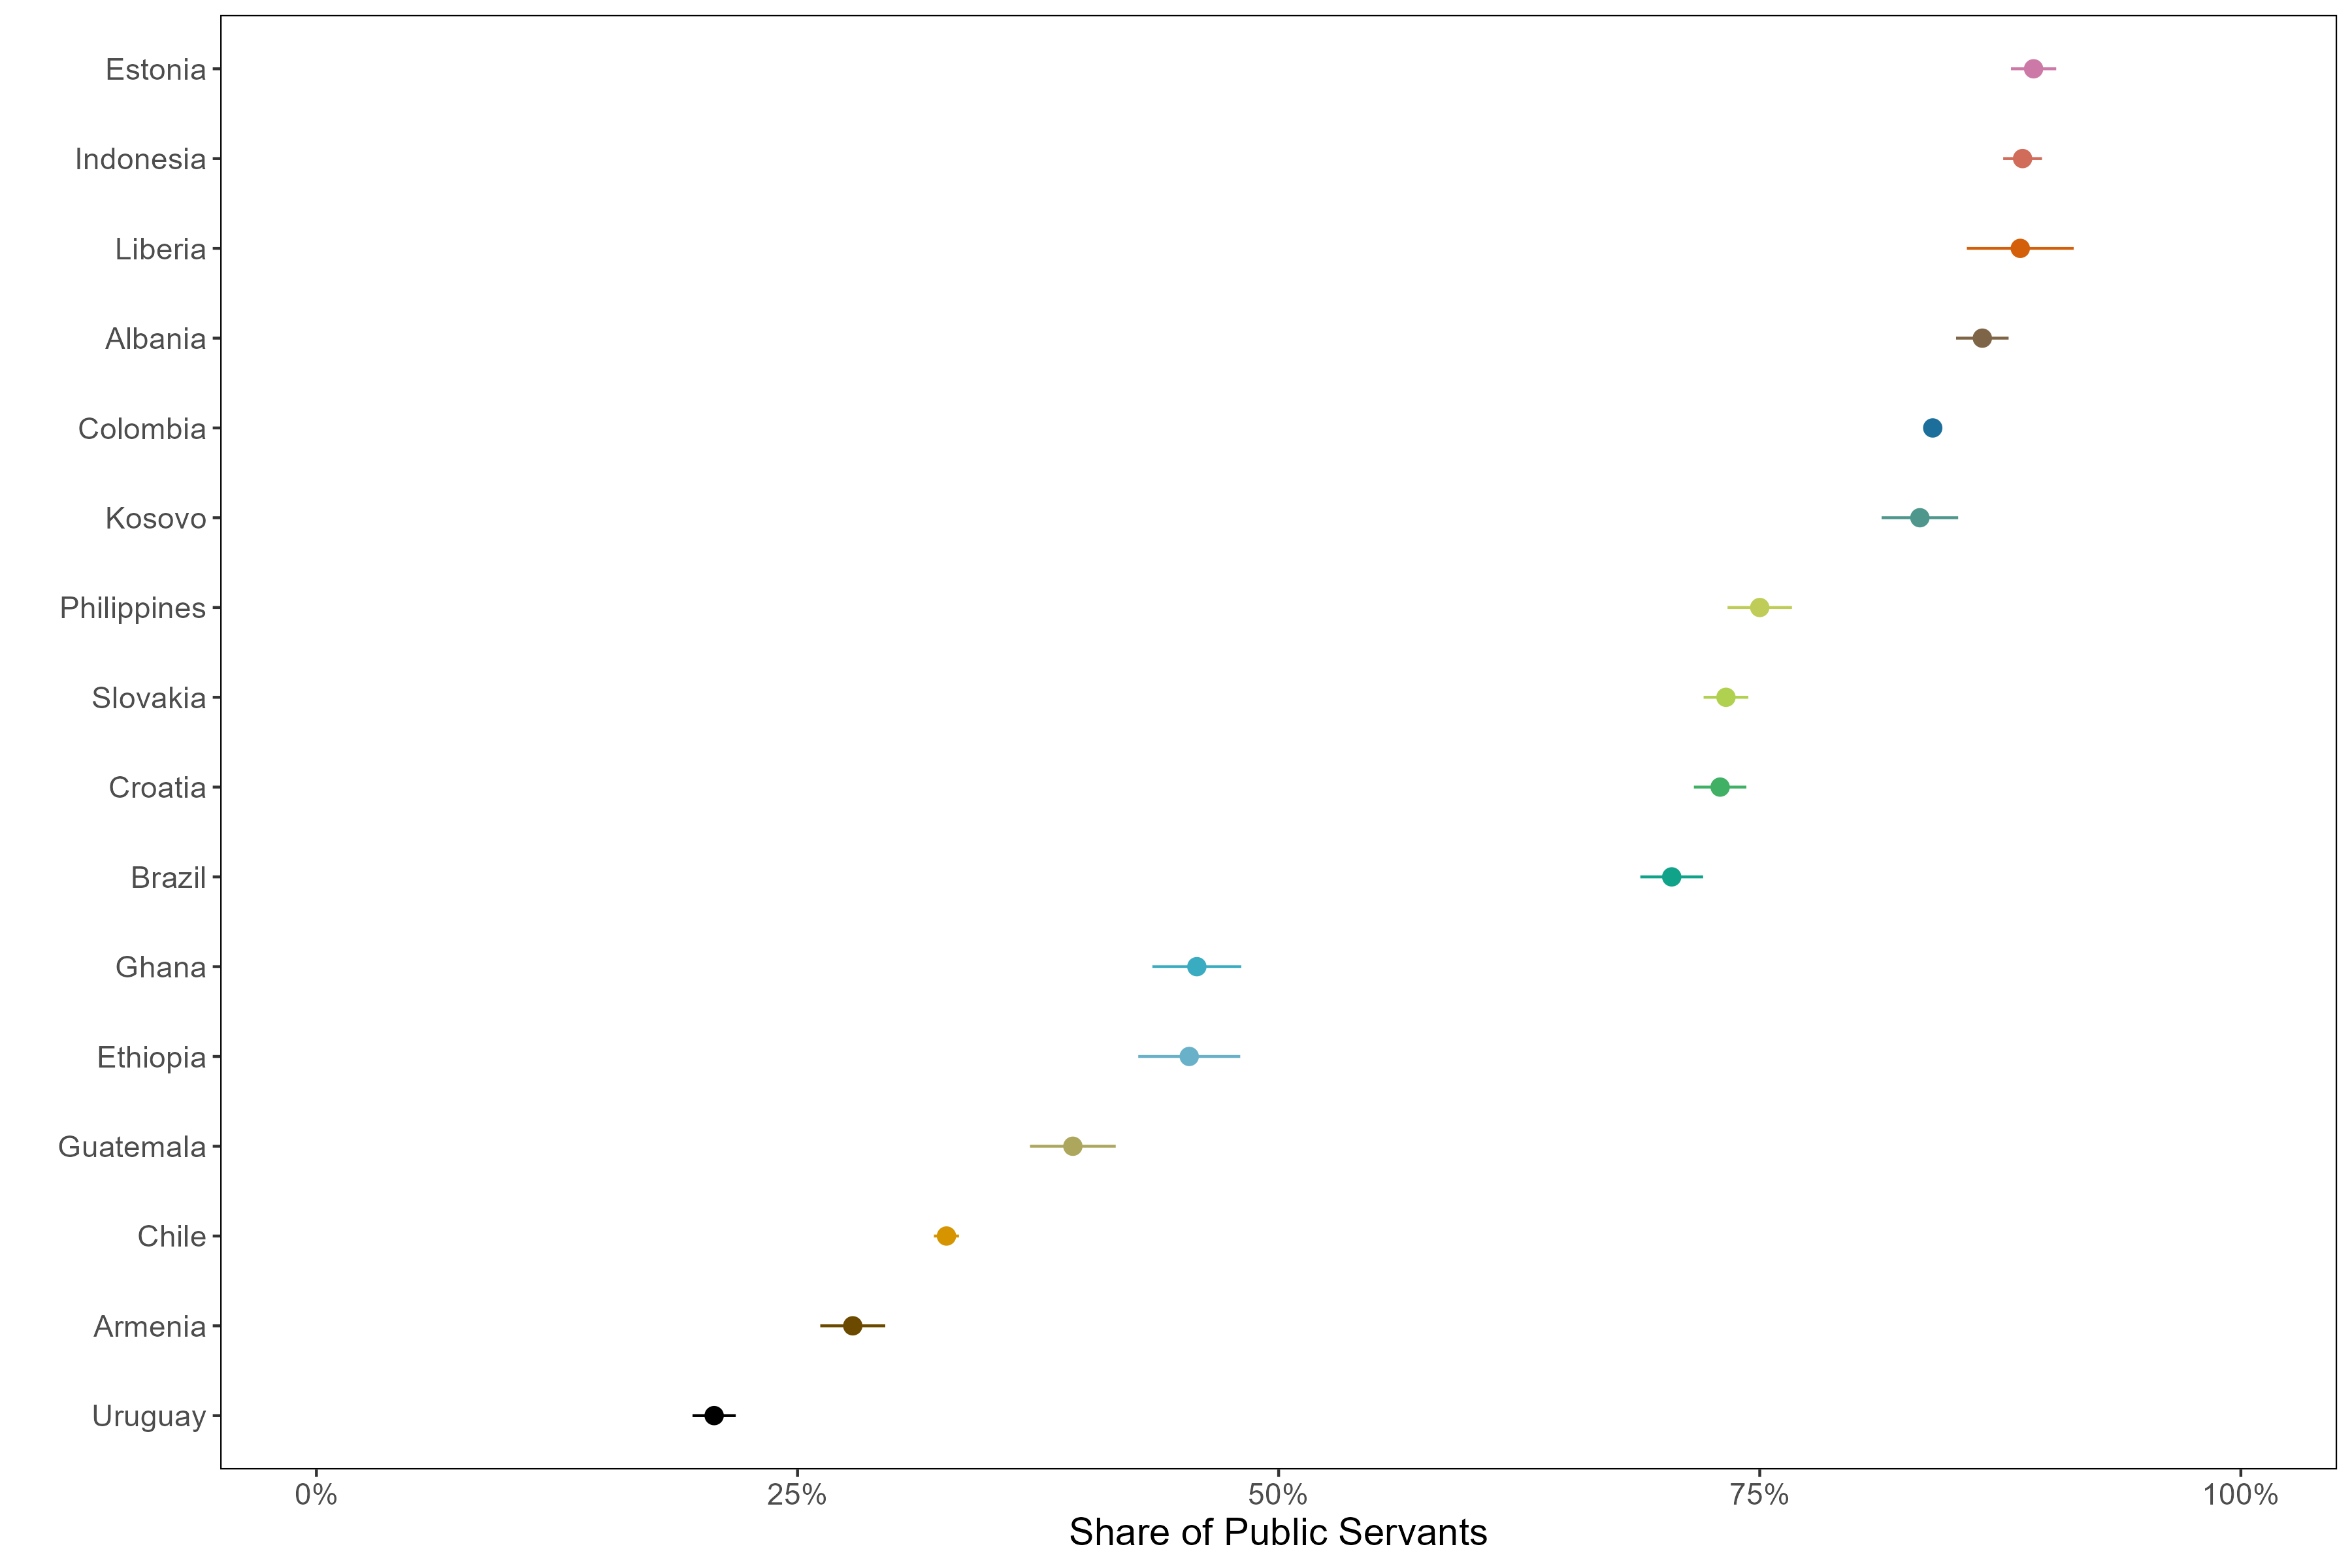 Estonia
Indonesia
Liberia
Albania
Colombia
Kosovo
Philippines
Slovakia
Croatia
Brazil
Ghana
Ethiopia
Guatemala
Chile
Armenia
Uruguay
0% 25% 50% 75% 100%
Share of Public Servants